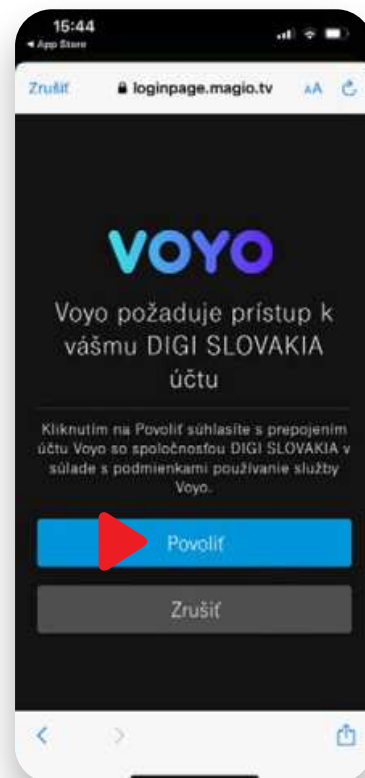 15:44
◀ App Store
Zrušiť
loginpage.magio.tv
AA
VOYO
Voyo požaduje prístup k
vášmu DIGI SLOVAKIA
účtu
Kliknutím na Povoliť súhlasíte s prepojením
účtu Voyo so spoločnosťou DIGI SLOVAKIA v
súlade s podmienkami používanie služby
Voyo.
Povoliť
Zrušiť